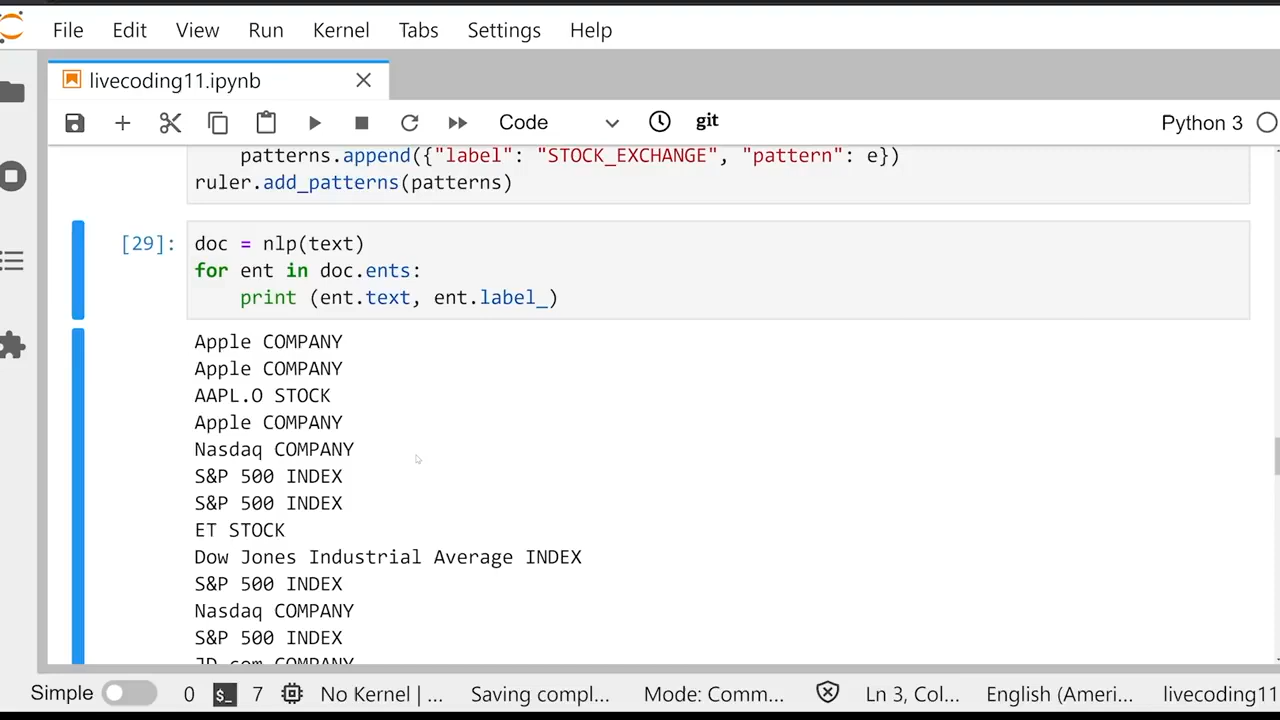 File Edit View Run Kernel Tabs Settings Help
livecoding11.ipynb
Code git Python 3
patterns.append({"label": "STOCK_EXCHANGE", "pattern": e})
ruler.add_patterns(patterns)
[29]: doc = nlp(text)
for ent in doc.ents:
print (ent.text, ent.label_)
Apple COMPANY
Apple COMPANY
AAPL.O STOCK
Apple COMPANY
Nasdaq COMPANY
S&P 500 INDEX
S&P 500 INDEX
ET STOCK
Dow Jones Industrial Average INDEX
S&P 500 INDEX
Nasdaq COMPANY
S&P 500 INDEX
JD.com COMPANY
Simple 0 $_ 7 No Kernel | ... Saving compl... Mode: Comm... Ln 3, Col... English (Ameri... livecoding11